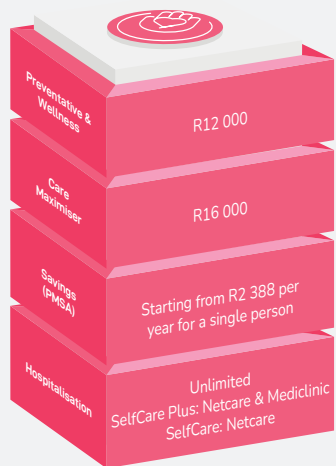 Preventative &
Wellness
R12 000
Care
Maximiser
R16 000
Savings
(PMSA)
Starting from R2 388 per
year for a single person
Hospitalisation
Unlimited
SelfCare Plus: Netcare & Mediclinic
SelfCare: Netcare